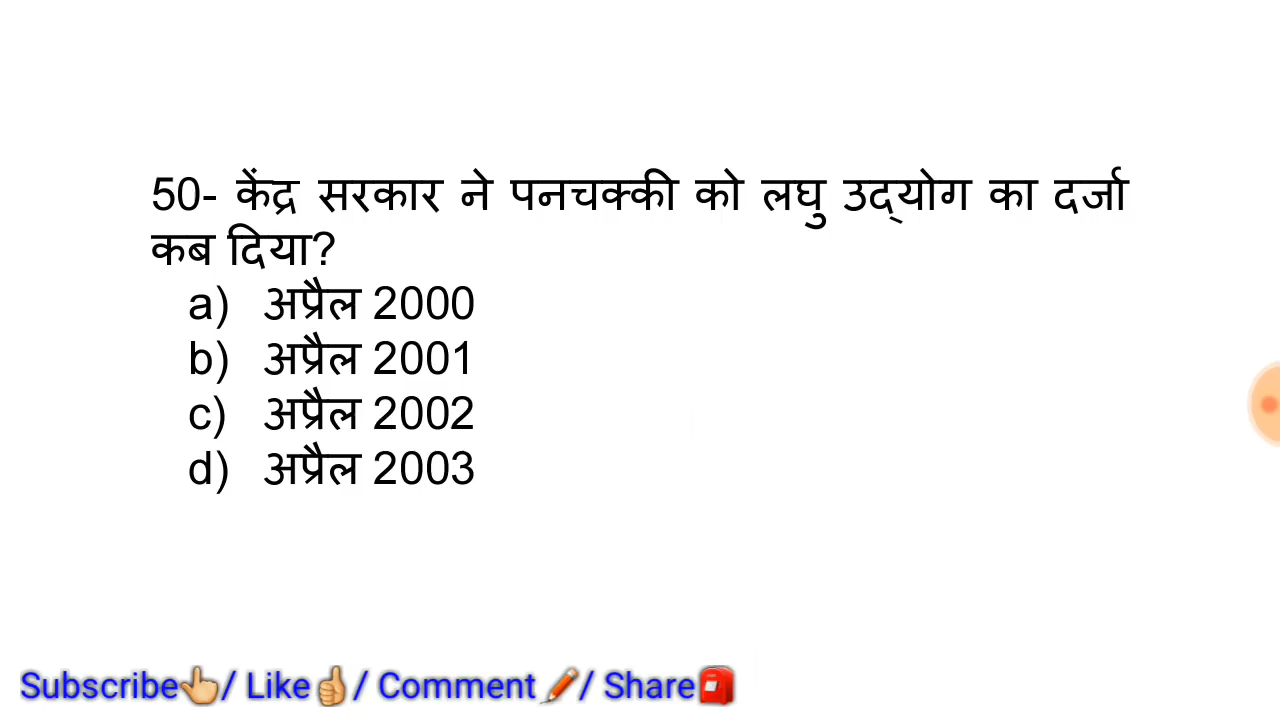 50- केंद्र सरकार ने पनचक्की को लघु उद्योग का दर्जा
कब दिया?
a) अप्रैल 2000
b) अप्रैल 2001
c) अप्रैल 2002
d) अप्रैल 2003
Subscribe👆/ Like👍/ Comment✏️/ Share📮